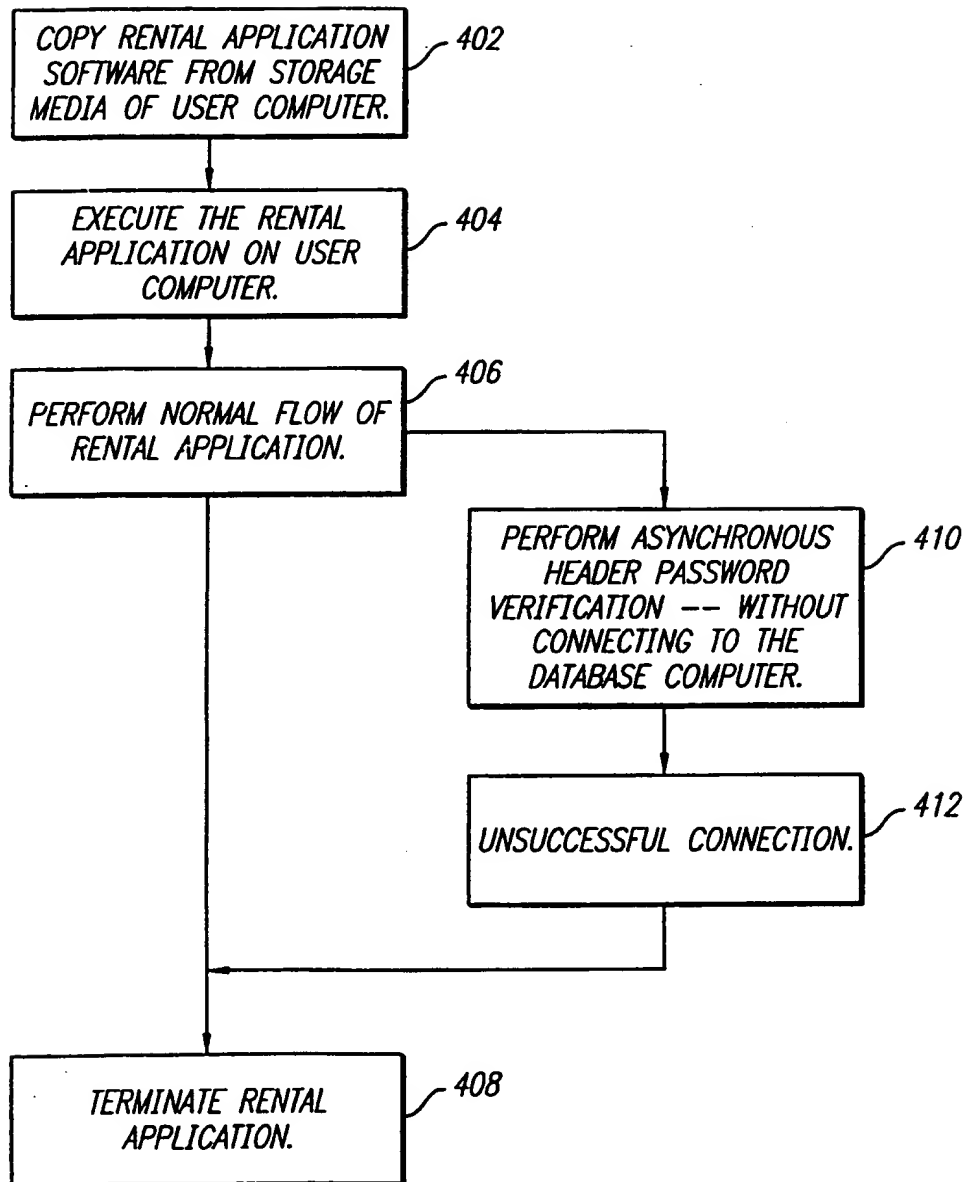 COPY RENTAL APPLICATION
SOFTWARE FROM STORAGE
MEDIA OF USER COMPUTER.
402
EXECUTE THE RENTAL
APPLICATION ON USER
COMPUTER.
404
PERFORM NORMAL FLOW OF
RENTAL APPLICATION.
406
PERFORM ASYNCHRONOUS
HEADER PASSWORD
VERIFICATION -- WITHOUT
CONNECTING TO THE
DATABASE COMPUTER.
410
UNSUCCESSFUL CONNECTION.
412
TERMINATE RENTAL
APPLICATION.
408